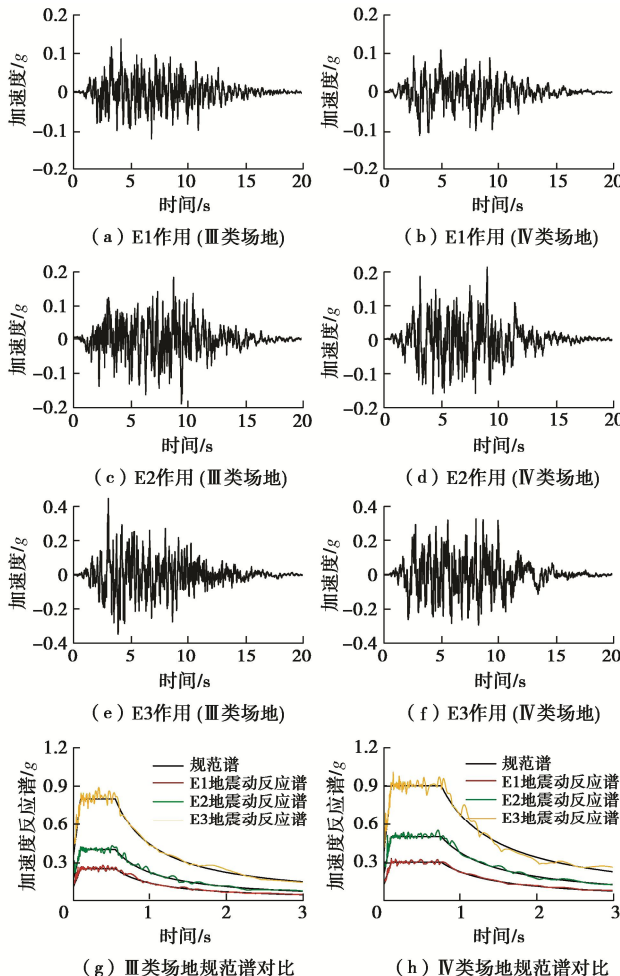 0.2
0.1
0
-0.1
-0.2
加速度/g
0 5 10 15 20
时间/s
(a) E1作用 (Ⅲ类场地)
0.2
0.1
0
-0.1
-0.2
加速度/g
0 5 10 15 20
时间/s
(b) E1作用 (Ⅳ类场地)
0.2
0.1
0
-0.1
-0.2
加速度/g
0 5 10 15 20
时间/s
(c) E2作用 (Ⅲ类场地)
0.2
0.1
0
-0.1
-0.2
加速度/g
0 5 10 15 20
时间/s
(d) E2作用 (Ⅳ类场地)
0.4
0.2
0
-0.2
-0.4
加速度/g
0 5 10 15 20
时间/s
(e) E3作用 (Ⅲ类场地)
0.4
0.2
0
-0.2
-0.4
加速度/g
0 5 10 15 20
时间/s
(f) E3作用 (Ⅳ类场地)
1.2
0.9
0.6
0.3
加速度反应谱/g
规范谱
E1地震动反应谱
E2地震动反应谱
E3地震动反应谱
0 1 2 3
时间/s
(g) Ⅲ类场地规范谱对比
1.2
0.9
0.6
0.3
加速度反应谱/g
规范谱
E1地震动反应谱
E2地震动反应谱
E3地震动反应谱
0 1 2 3
时间/s
(h) Ⅳ类场地规范谱对比